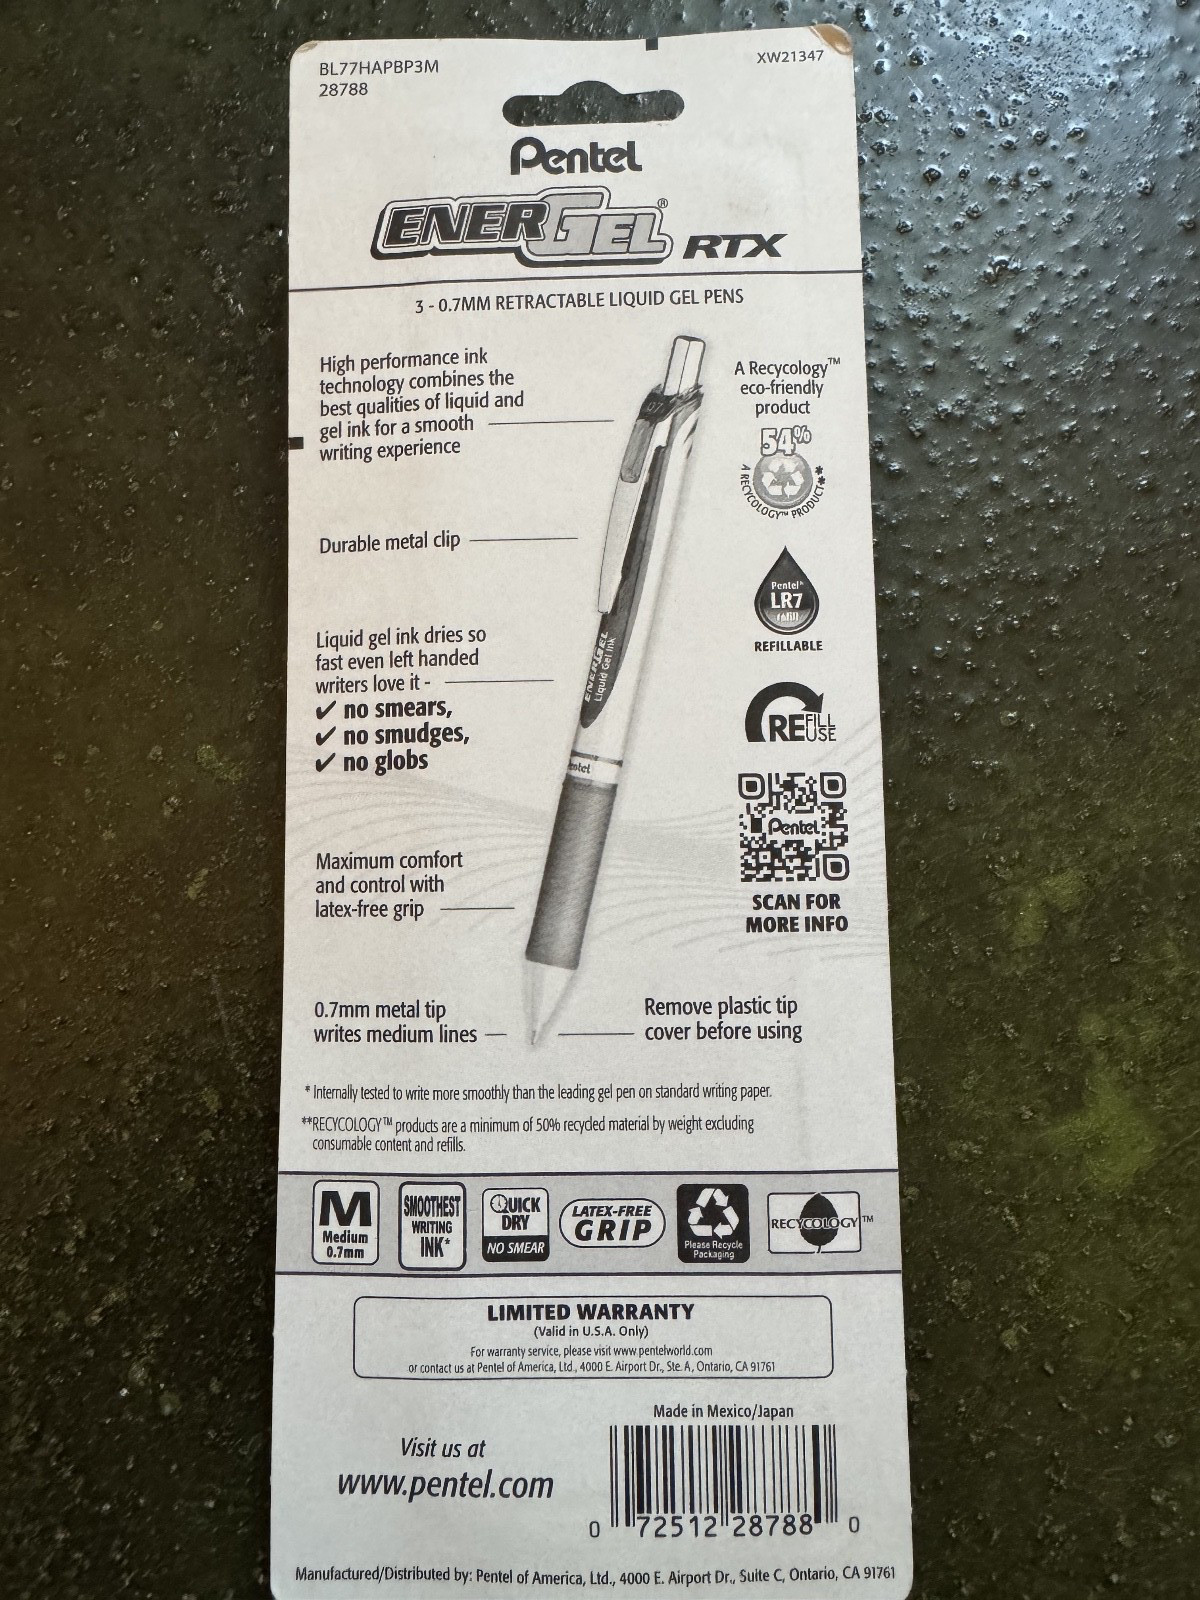 BL77HAPBP3M
28788
XW21347
Pentel
ENERGEL® RTX
3 - 0.7MM RETRACTABLE LIQUID GEL PENS
High performance ink
technology combines the
best qualities of liquid and
gel ink for a smooth
writing experience
Durable metal clip
Liquid gel ink dries so
fast even left handed
writers love it -
✔ no smears,
✔ no smudges,
✔ no globs
Maximum comfort
and control with
latex-free grip
0.7mm metal tip
writes medium lines
ENERGEL
Liquid Gel Ink
A Recycology™
eco-friendly
product
54%
A RECYCOLOGY™ PRODUCT**
Pentel®
LR7
refill
REFILLABLE
REFILL
REUSE
Pentel
SCAN FOR
MORE INFO
Remove plastic tip
cover before using
* Internally tested to write more smoothly than the leading gel pen on standard writing paper.
**RECYCOLOGY™ products are a minimum of 50% recycled material by weight excluding
consumable content and refills.
M
Medium
0.7mm
SMOOTHEST
WRITING
INK*
QUICK
DRY
NO SMEAR
LATEX-FREE
GRIP
Please Recycle
Packaging
RECYCOLOGY™
LIMITED WARRANTY
(Valid in U.S.A. Only)
For warranty service, please visit www.pentelworld.com
or contact us at Pentel of America, Ltd., 4000 E. Airport Dr., Ste. A, Ontario, CA 91761
Visit us at
www.pentel.com
Made in Mexico/Japan
0 72512 28788 0
Manufactured/Distributed by: Pentel of America, Ltd., 4000 E. Airport Dr., Suite C, Ontario, CA 91761